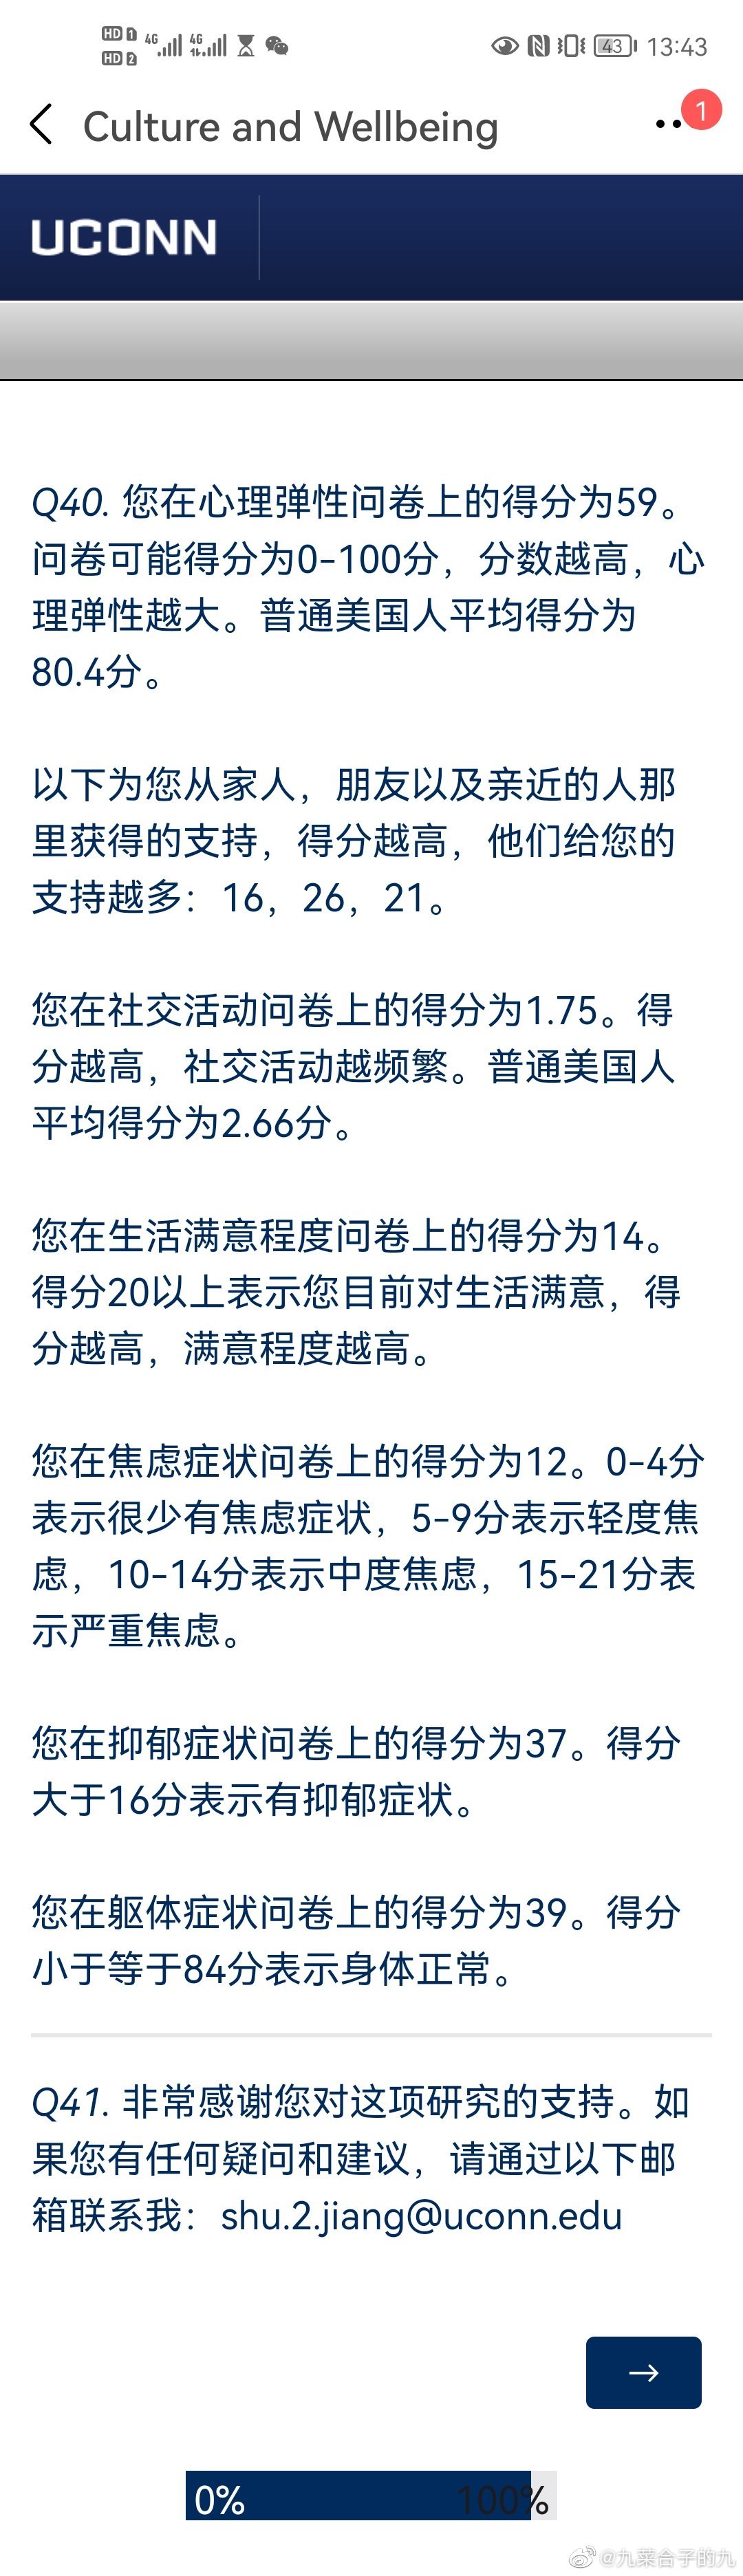 HD 1 4G 4G
HD 2
43 13:43
Culture and Wellbeing
1
UCONN
Q40. 您在心理弹性问卷上的得分为59。
问卷可能得分为0-100分，分数越高，心
理弹性越大。普通美国人平均得分为
80.4分。
以下为您从家人，朋友以及亲近的人那
里获得的支持，得分越高，他们给您的
支持越多：16，26，21。
您在社交活动问卷上的得分为1.75。得
分越高，社交活动越频繁。普通美国人
平均得分为2.66分。
您在生活满意程度问卷上的得分为14。
得分20以上表示您目前对生活满意，得
分越高，满意程度越高。
您在焦虑症状问卷上的得分为12。0-4分
表示很少有焦虑症状，5-9分表示轻度焦
虑，10-14分表示中度焦虑，15-21分表
示严重焦虑。
您在抑郁症状问卷上的得分为37。得分
大于16分表示有抑郁症状。
您在躯体症状问卷上的得分为39。得分
小于等于84分表示身体正常。
Q41. 非常感谢您对这项研究的支持。如
果您有任何疑问和建议，请通过以下邮
箱联系我：shu.2.jiang@uconn.edu
→
0% 100%
@九菜合子的九